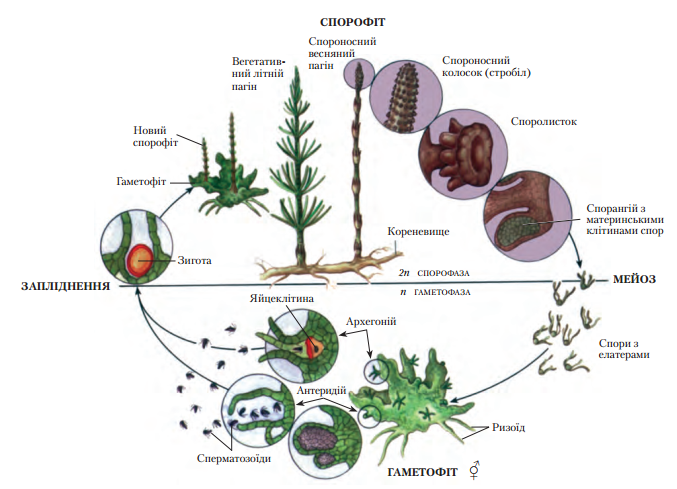 СПОРОФІТ
Спороносний
весняний
пагін
Вегетатив-
ний літній
пагін
Спороносний
колосок (стробіл)
Споролисток
Новий
спорофіт
Гаметофіт
Спорангій з
материнськими
клітинами спор
Кореневище
Зигота
2n СПОРОФАЗА
ЗАПЛІДНЕННЯ
МЕЙОЗ
n ГАМЕТОФАЗА
Яйцеклітина
Архегоній
Спори з
елатерами
Антеридій
Ризоїд
Сперматозоїди
ГАМЕТОФІТ ⚥